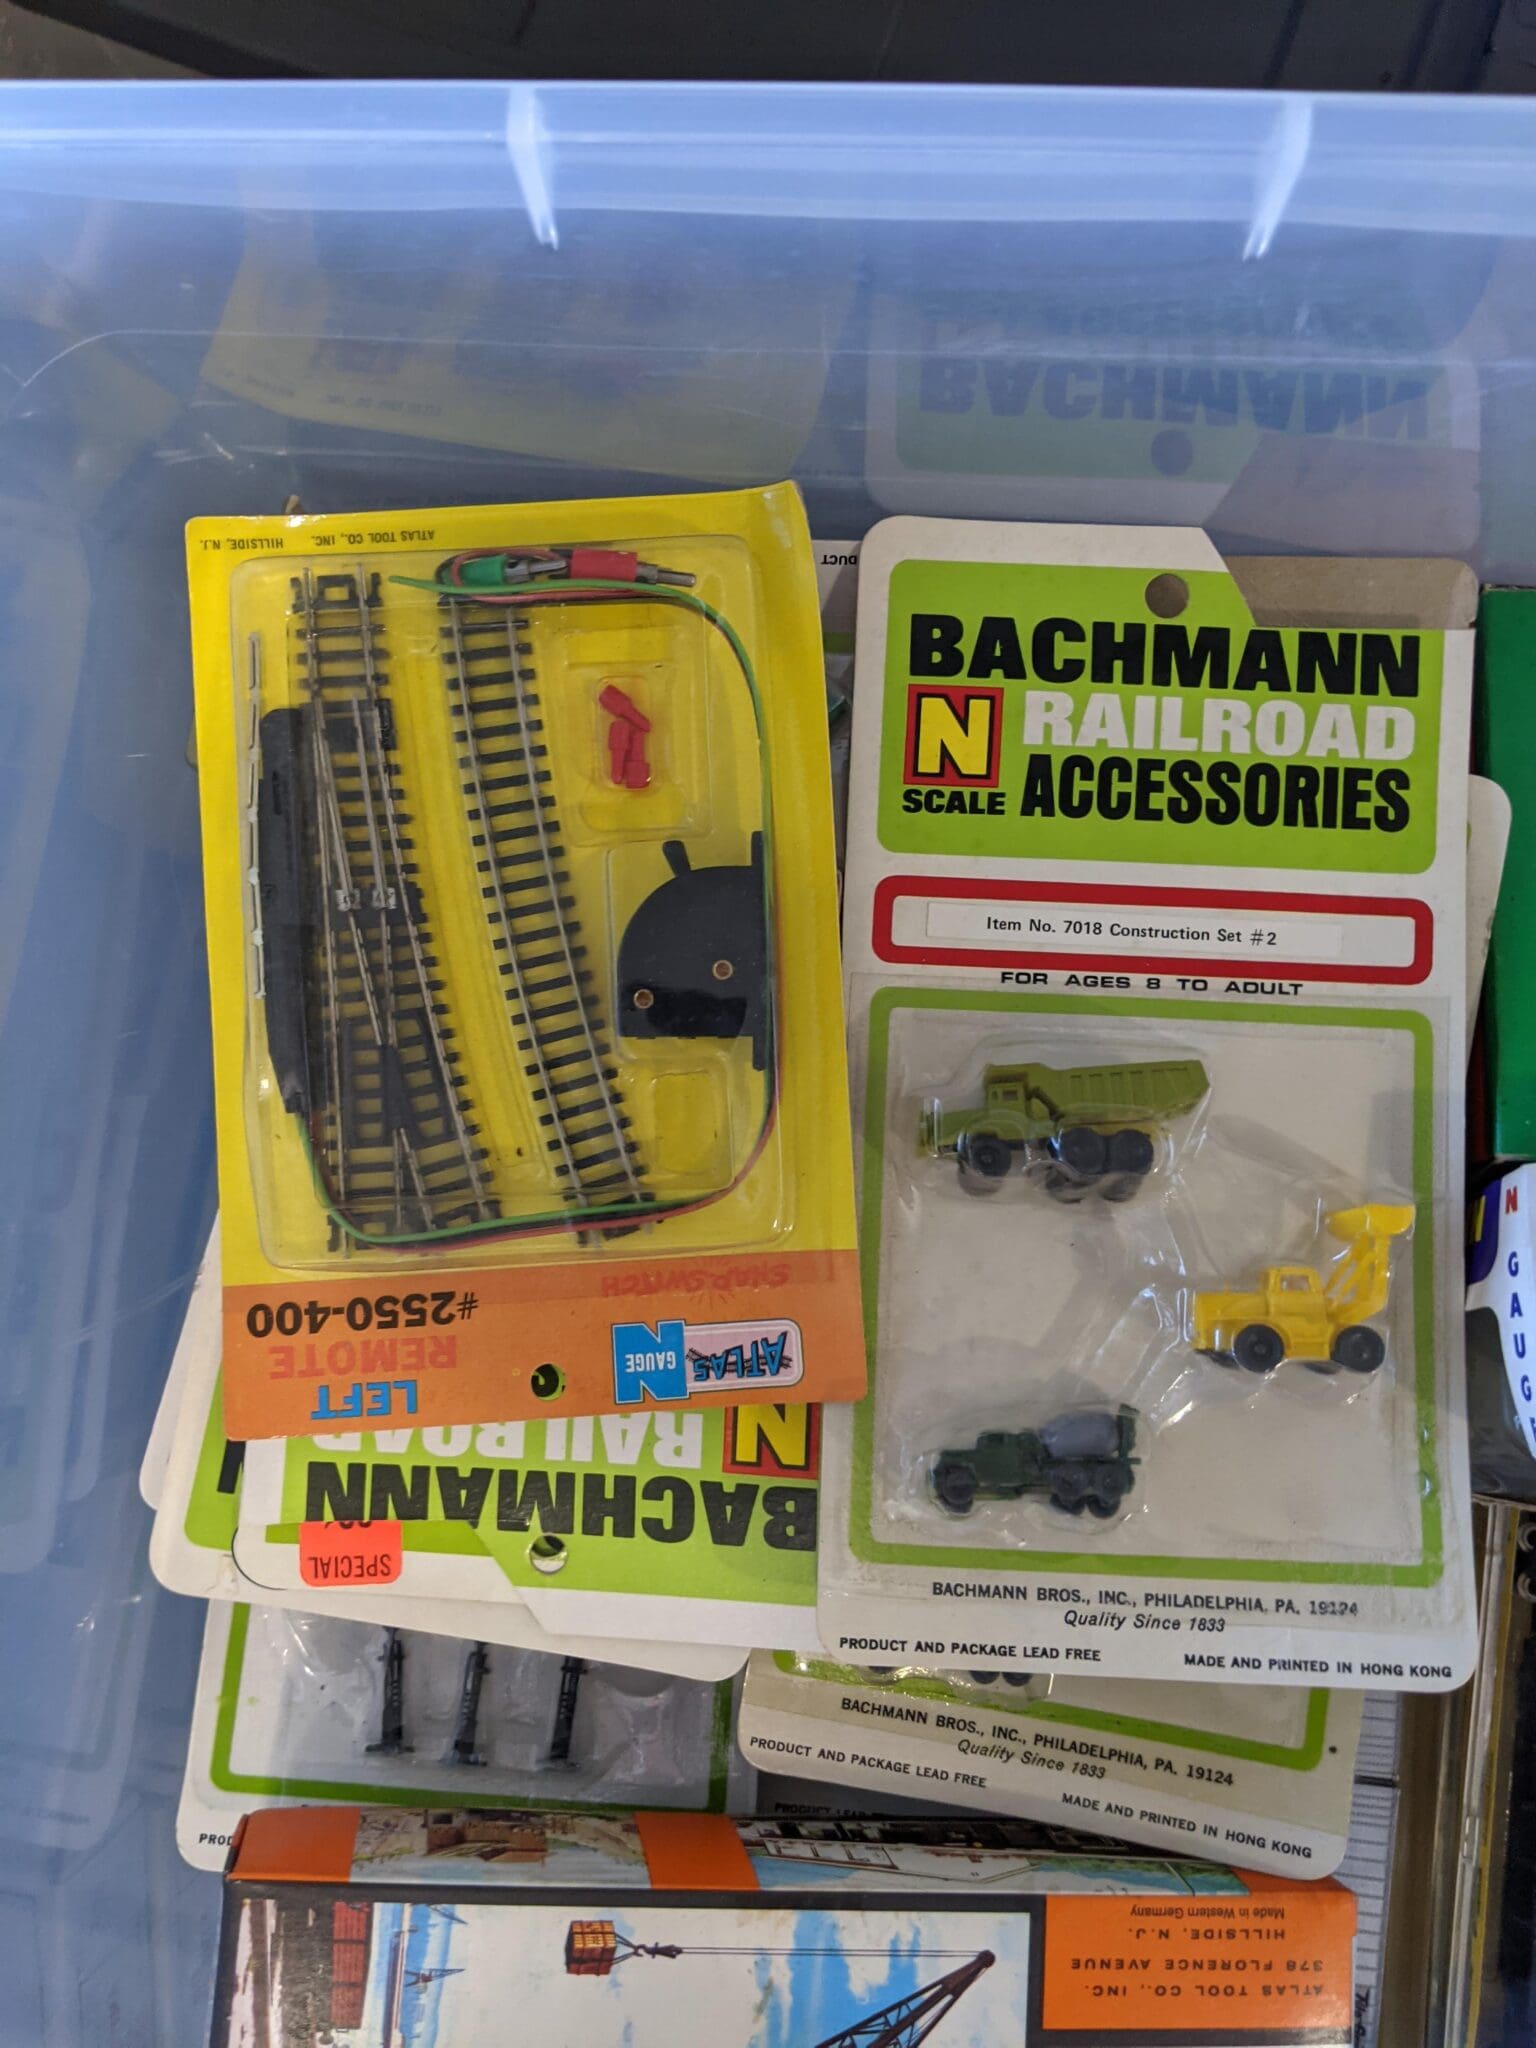 ATLAS TOOL CO., INC. HILLSIDE, N.J.
SNAP-SWITCH
#2550-400
REMOTE
LEFT
ATLAS
N
GAUGE
DUCT
BACHMANN
N
RAILROAD
SCALE
ACCESSORIES
Item No. 7018 Construction Set #2
FOR AGES 8 TO ADULT
BACHMANN BROS., INC., PHILADELPHIA, PA. 19124
Quality Since 1833
PRODUCT AND PACKAGE LEAD FREE
MADE AND PRINTED IN HONG KONG
BACHMANN
N
RAILROAD
SPECIAL
BACHMANN BROS., INC., PHILADELPHIA, PA. 19124
Quality Since 1833
PRODUCT AND PACKAGE LEAD FREE
MADE AND PRINTED IN HONG KONG
PROD
ATLAS TOOL CO., INC.
378 FLORENCE AVENUE
HILLSIDE, N.J.
Made in Western Germany
N
GAUG